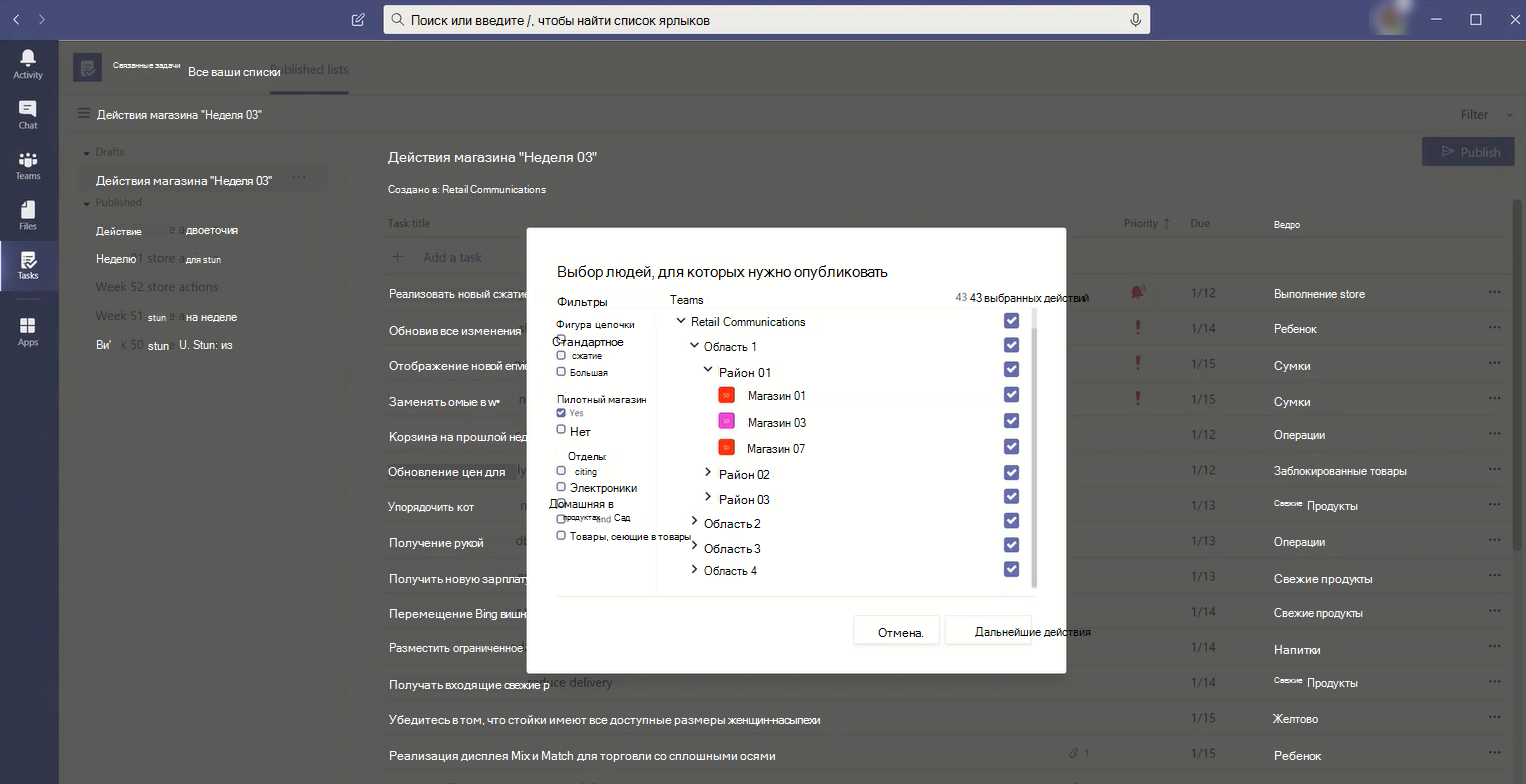 Поиск или введите /, чтобы найти список ярлыков
Activity
Chat
Teams
Files
Tasks
Apps
Связанные задачи Все ваши списки Published lists
Действия магазина "Неделя 03"
Filter
Drafts
Действия магазина "Неделя 03"
Published
Действие двоеточия
Неделю 01 store a для stun
Week 52 store actions
Week 51 stun на неделе
Ви' k 50 stun U. Stun: из
Действия магазина "Неделя 03"
Publish
Создано в: Retail Communications
Task title Priority ↑ Due Ведро
+ Add a task
Реализовать новый сжатие 1/12 Выполнение store
Обновив все изменения 1/14 Ребенок
Отображение новой 1/15 Сумки
Заменять омые в w• 1/15 Сумки
Корзина на прошлой нед 1/12 Операции
Обновление цен для 1/12 Заблокированные товары
Упорядочить кот 1/13 Свежие Продукты
Получение рукой 1/13 Операции
Получить новую зарплату 1/13 Свежие продукты
Перемещение Bing вишн 1/14 Свежие продукты
Разместить ограниченное 1/14 Напитки
Получать входящие свежие р duce delivery 1/14 Свежие Продукты
Убедитесь в том, что стойки имеют все доступные размеры женщин-насыпехи 1/15 Желтово
Реализация дисплея Mix и Match для торговли со сплошными осями 1 1/15 Ребенок
Выбор людей, для которых нужно опубликовать
Фильтры
Фигура цепочки
Стандартное
сжатие
Большая
Пилотный магазин
Yes
Нет
Отделы:
citing
Электроники
Домашняя в
продуктах and Сад
Товары, сеющие в товары
Teams 43 43 выбранных действий
Retail Communications
Область 1
Район 01
Магазин 01
Магазин 03
Магазин 07
Район 02
Район 03
Область 2
Область 3
Область 4
Отмена.
Дальнейшие действия